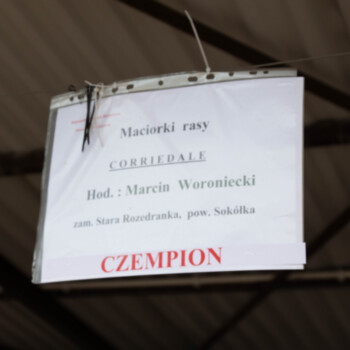 Maciorki rasy
CORRIEDALE
Hod. : Marcin Woroniecki
zam. Stara Rozedranka, pow. Sokółka
CZEMPION